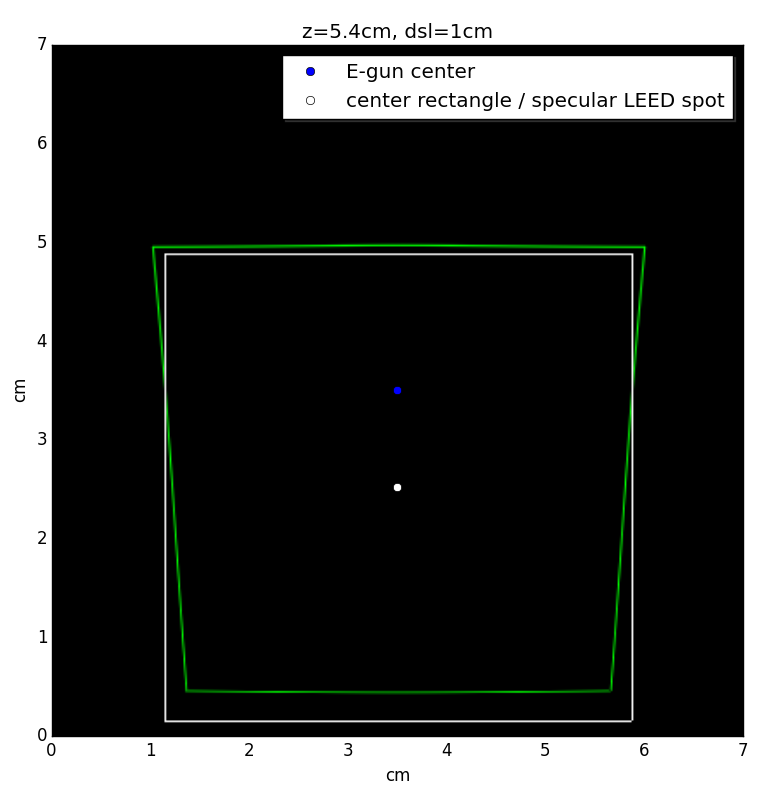 z=5.4cm, dsl=1cm
E-gun center
center rectangle / specular LEED spot
7
6
5
4
3
2
1
0
cm
0 1 2 3 4 5 6 7
cm